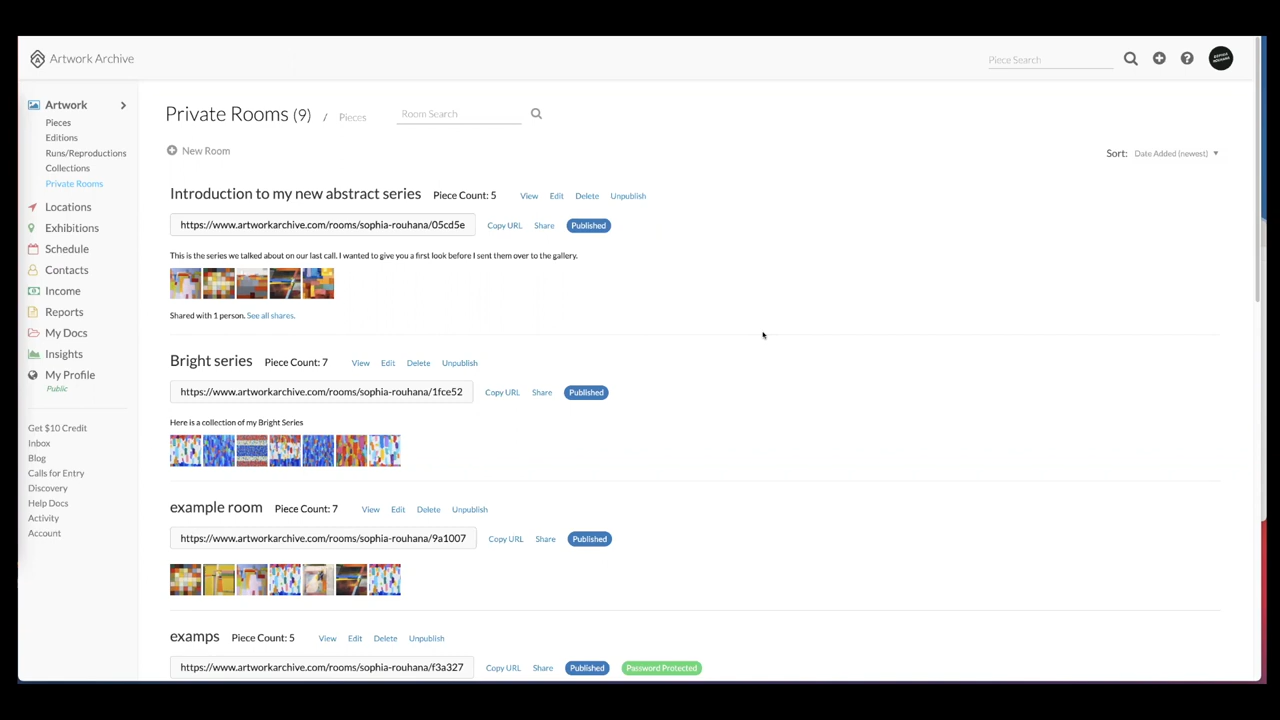 Artwork Archive
Piece Search
Artwork
Pieces
Editions
Runs/Reproductions
Collections
Private Rooms
Locations
Exhibitions
Schedule
Contacts
Income
Reports
My Docs
Insights
My Profile
Public
Get $10 Credit
Inbox
Blog
Calls for Entry
Discovery
Help Docs
Activity
Account
Private Rooms (9) / Pieces
Room Search
New Room
Sort: Date Added (newest)
Introduction to my new abstract series Piece Count: 5 View Edit Delete Unpublish
https://www.artworkarchive.com/rooms/sophia-rouhana/05cd5e Copy URL Share Published
This is the series we talked about on our last call. I wanted to give you a first look before I sent them over to the gallery.
Shared with 1 person. See all shares.
Bright series Piece Count: 7 View Edit Delete Unpublish
https://www.artworkarchive.com/rooms/sophia-rouhana/1fce52 Copy URL Share Published
Here is a collection of my Bright Series
example room Piece Count: 7 View Edit Delete Unpublish
https://www.artworkarchive.com/rooms/sophia-rouhana/9a1007 Copy URL Share Published
examps Piece Count: 5 View Edit Delete Unpublish
https://www.artworkarchive.com/rooms/sophia-rouhana/f3a327 Copy URL Share Published Password Protected